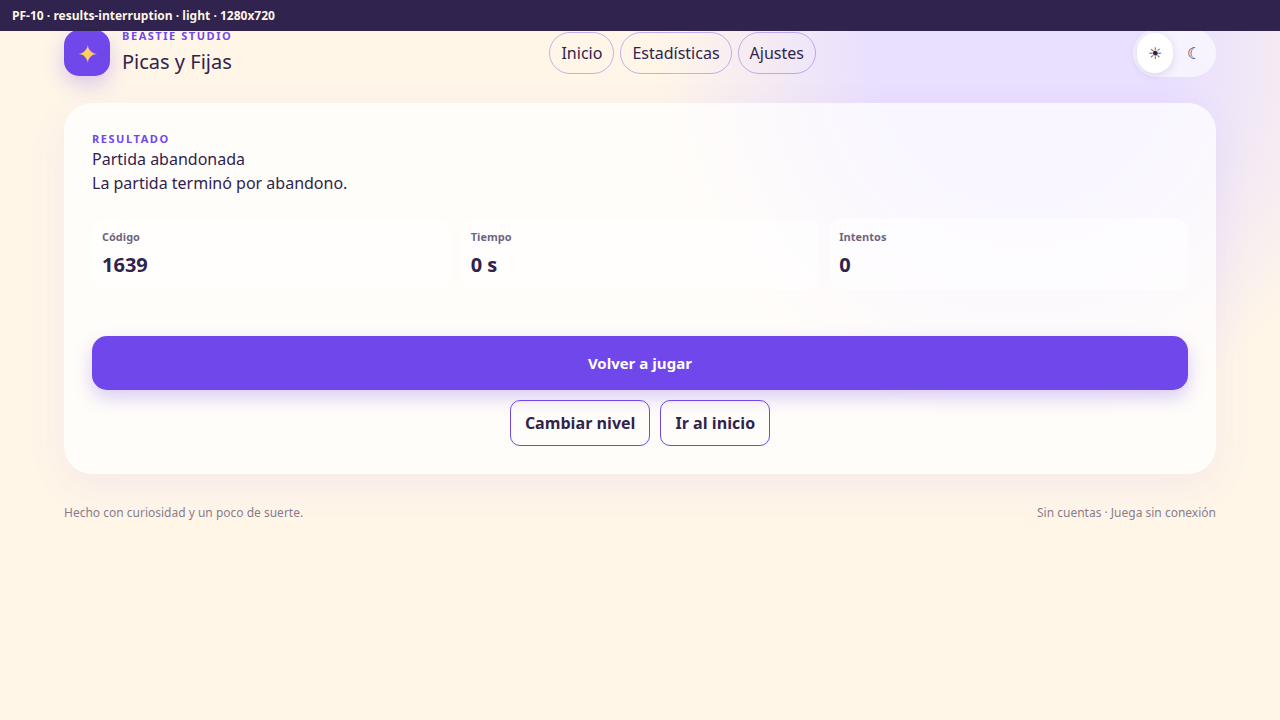 PF-10 · results-interruption · light · 1280x720
BEASTIE STUDIO
Picas y Fijas
Inicio
Estadísticas
Ajustes
RESULTADO
Partida abandonada
La partida terminó por abandono.
Código
1639
Tiempo
0 s
Intentos
0
Volver a jugar
Cambiar nivel
Ir al inicio
Hecho con curiosidad y un poco de suerte.
Sin cuentas · Juega sin conexión